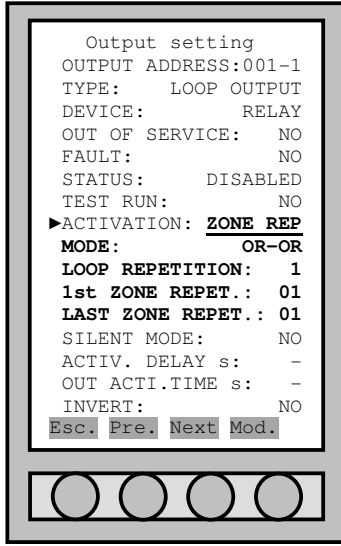 Output setting
OUTPUT ADDRESS:001-1
TYPE: LOOP OUTPUT
DEVICE: RELAY
OUT OF SERVICE: NO
FAULT: NO
STATUS: DISABLED
TEST RUN: NO
►ACTIVATION: ZONE REP
MODE: OR-OR
LOOP REPETITION: 1
1st ZONE REPET.: 01
LAST ZONE REPET.: 01
SILENT MODE: NO
ACTIV. DELAY s: -
OUT ACTI.TIME s: -
INVERT: NO
Esc. Pre. Next Mod.